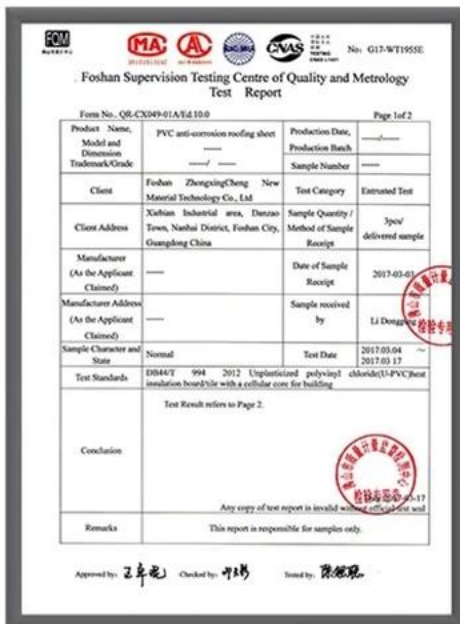 FQM
MA
AL
CNAS
TESTING
No: G17-WT1955E
Foshan Supervision Testing Centre of Quality and Metrology
Test Report
Form No.. QR-CX049-01A/Ed.10.0
Page 1of 2
Product Name, Model and Dimension Trademark/Grade
PVC anti-corrosion roofing sheet
Production Date, Production Batch
Sample Number
Client
Foshan ZhongxingCheng New Material Technology Co., Ltd
Test Category
Entrusted Test
Client Address
Xiebian Industrial area, Danzao Town, Nanhai District, Foshan City, Guangdong China
Sample Quantity / Method of Sample Receipt
3pcs/ delivered sample
Manufacturer (As the Applicant Claimed)
Date of Sample Receipt
2017-03-03
Manufacturer Address (As the Applicant Claimed)
Sample received by
Li
Sample Character and State
Normal
Test Date
2017.03.04 ~ 2017 03 17
Test Standards
DB44/T 994 2012 Unplasticized polyvinyl chloride(U-PVC)heat insulation board/tile with a cellular core for building
Conclusion
Test Result refers to Page 2.
Any copy of test report is invalid without official test seal
Remarks
This report is responsible for samples only.
Approved by:
Checked by:
Tested by: